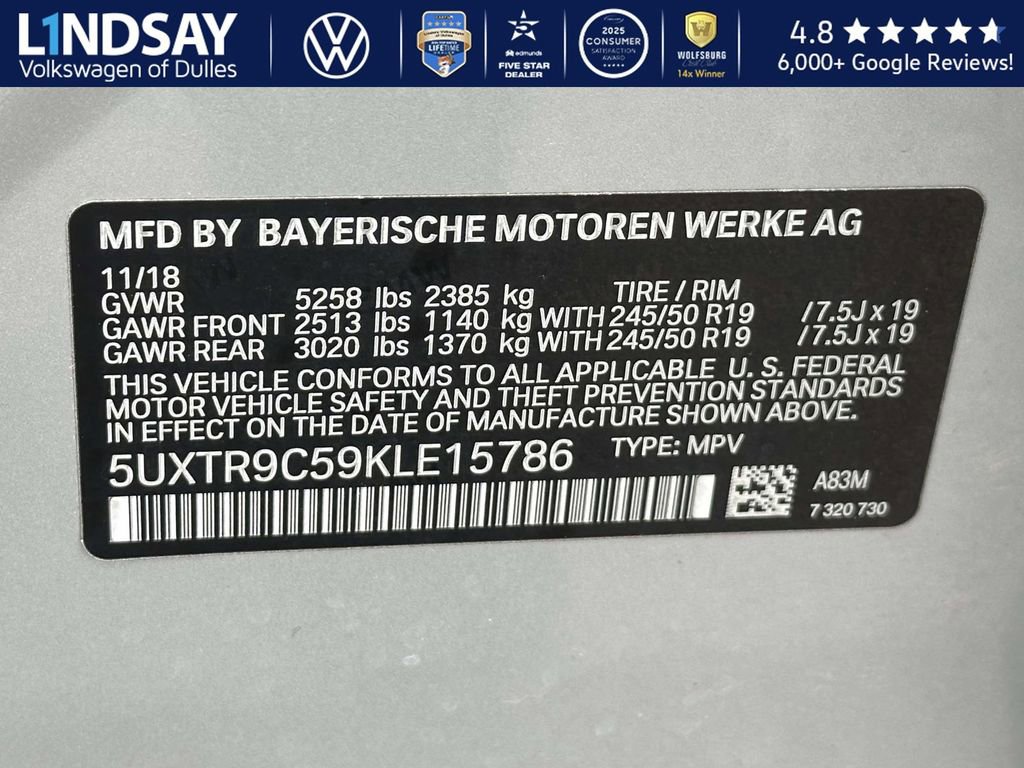 LINDSAY
Volkswagen of Dulles
LIFETIME
edmunds
FIVE STAR
DEALER
2025
CONSUMER
SATISFACTION
AWARD
WOLFSBURG
14x Winner
4.8
6,000+ Google Reviews!
MFD BY BAYERISCHE MOTOREN WERKE AG
11/18
GVWR 5258 lbs 2385 kg TIRE / RIM
GAWR FRONT 2513 lbs 1140 kg WITH 245/50 R19 /7.5J x 19
GAWR REAR 3020 lbs 1370 kg WITH 245/50 R19 /7.5J x 19
THIS VEHICLE CONFORMS TO ALL APPLICABLE U. S. FEDERAL
MOTOR VEHICLE SAFETY AND THEFT PREVENTION STANDARDS
IN EFFECT ON THE DATE OF MANUFACTURE SHOWN ABOVE.
5UXTR9C59KLE15786 TYPE: MPV
A83M
7 320 730